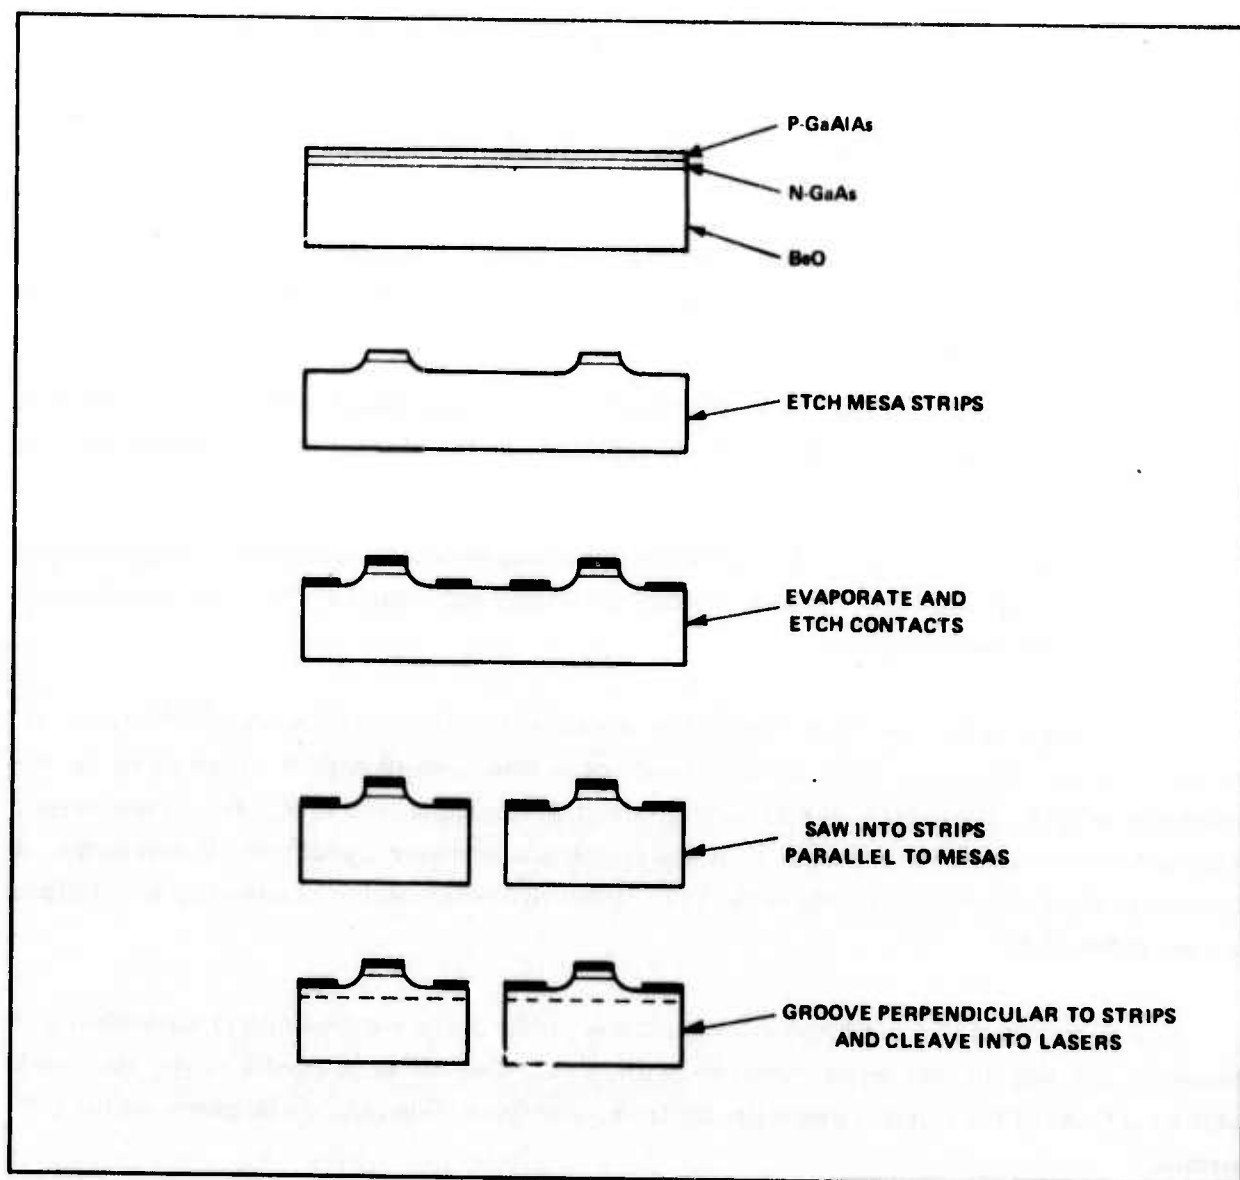 P-GaAlAs
N-GaAs
BeO
ETCH MESA STRIPS
EVAPORATE AND
ETCH CONTACTS
SAW INTO STRIPS
PARALLEL TO MESAS
GROOVE PERPENDICULAR TO STRIPS
AND CLEAVE INTO LASERS